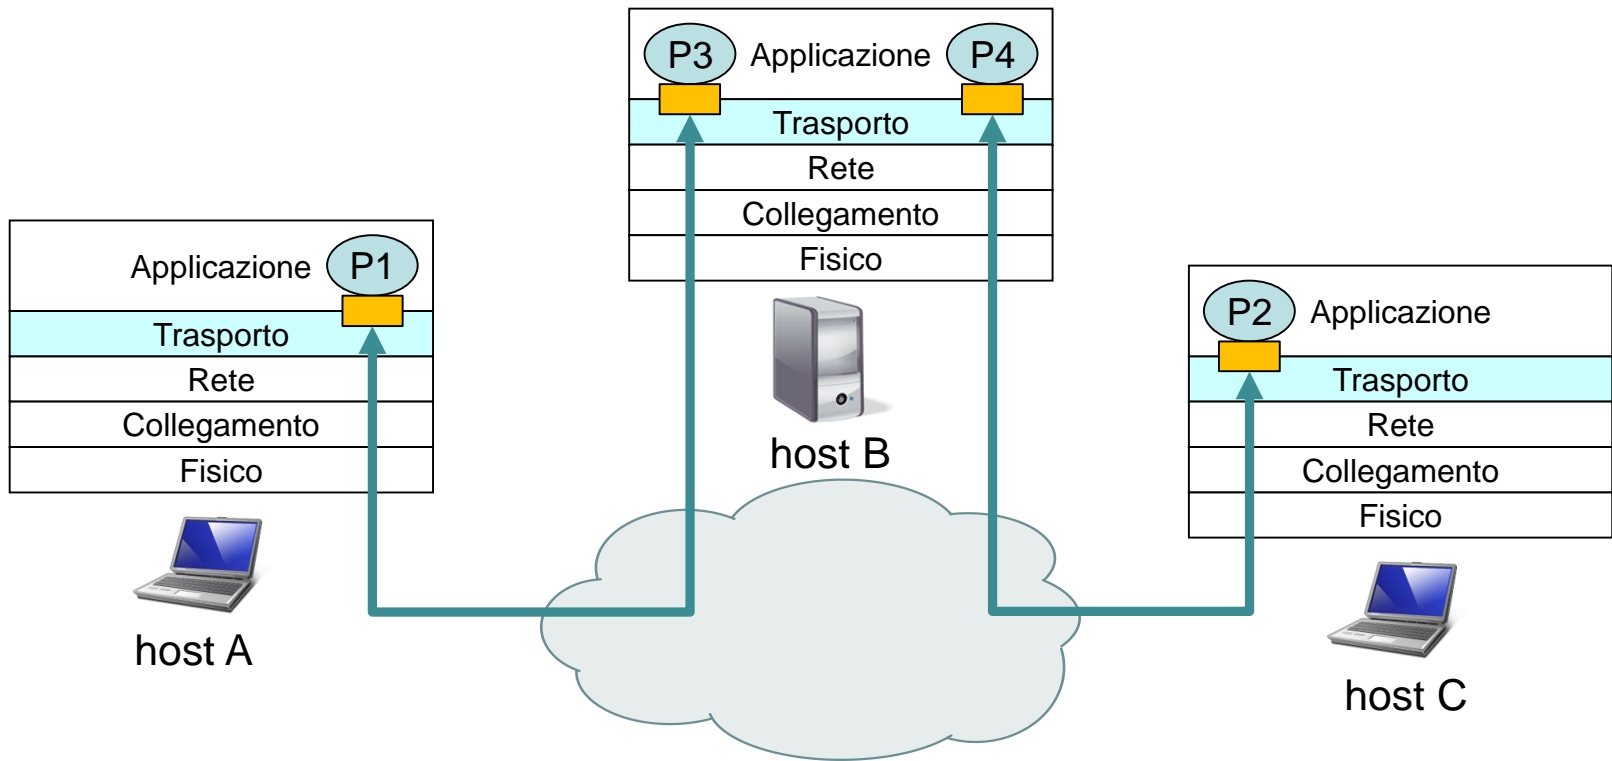 P3 Applicazione P4
Trasporto
Rete
Collegamento
Fisico
host B
Applicazione P1
Trasporto
Rete
Collegamento
Fisico
host A
P2 Applicazione
Trasporto
Rete
Collegamento
Fisico
host C